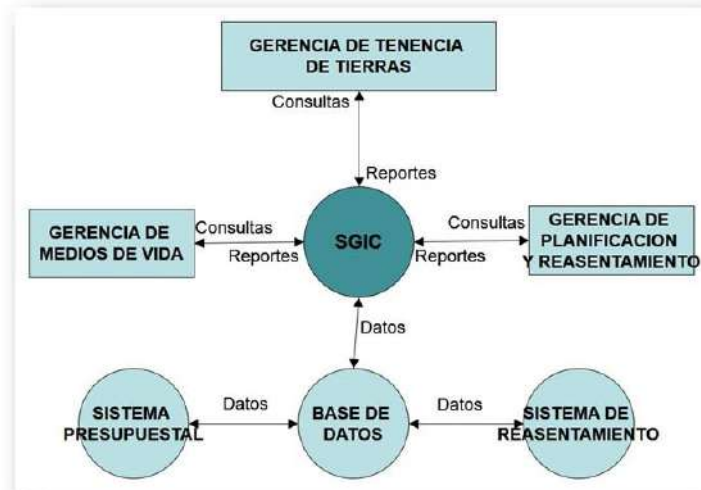 GERENCIA DE TENENCIA
DE TIERRAS
Consultas
Reportes
GERENCIA DE
MEDIOS DE VIDA
Consultas
Reportes
SGIC
Consultas
Reportes
GERENCIA DE
PLANIFICACION
Y REASENTAMIENTO
Datos
SISTEMA
PRESUPUESTAL
Datos
BASE DE
DATOS
Datos
SISTEMA DE
REASENTAMIENTO